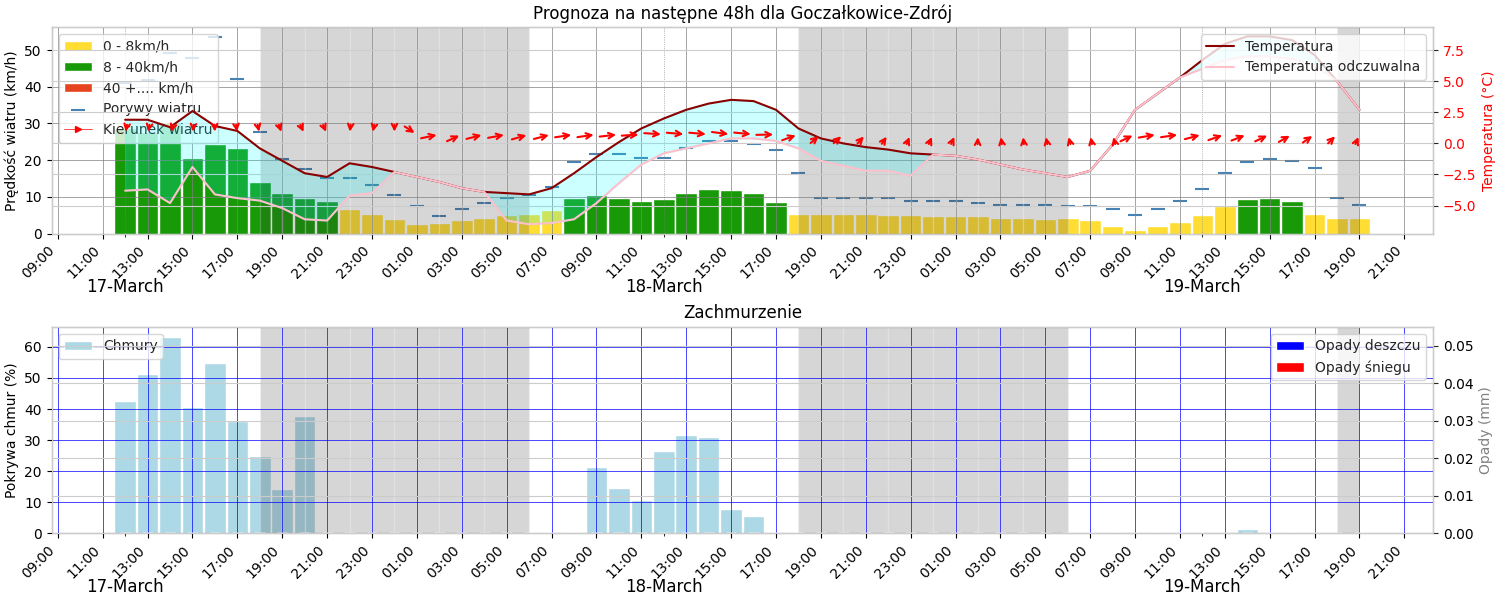 Prognoza na następne 48h dla Goczałkowice-Zdrój
Prędkość wiatru (km/h)
50
40
30
20
10
0
0 - 8km/h
8 - 40km/h
40 +.... km/h
Porywy wiatru
Kierunek wiatru
Temperatura
Temperatura odczuwalna
7.5
5.0
2.5
0.0
−2.5
−5.0
Temperatura (°C)
09:00 11:00 13:00 15:00 17:00 19:00 21:00 23:00 01:00 03:00 05:00 07:00 09:00 11:00 13:00 15:00 17:00 19:00 21:00 23:00 01:00 03:00 05:00 07:00 09:00 11:00 13:00 15:00 17:00 19:00 21:00
17-March 18-March 19-March
Zachmurzenie
Pokrywa chmur (%)
60
50
40
30
20
10
0
Chmury
Opady deszczu
Opady śniegu
0.05
0.04
0.03
0.02
0.01
0.00
Opady (mm)
09:00 11:00 13:00 15:00 17:00 19:00 21:00 23:00 01:00 03:00 05:00 07:00 09:00 11:00 13:00 15:00 17:00 19:00 21:00 23:00 01:00 03:00 05:00 07:00 09:00 11:00 13:00 15:00 17:00 19:00 21:00
17-March 18-March 19-March